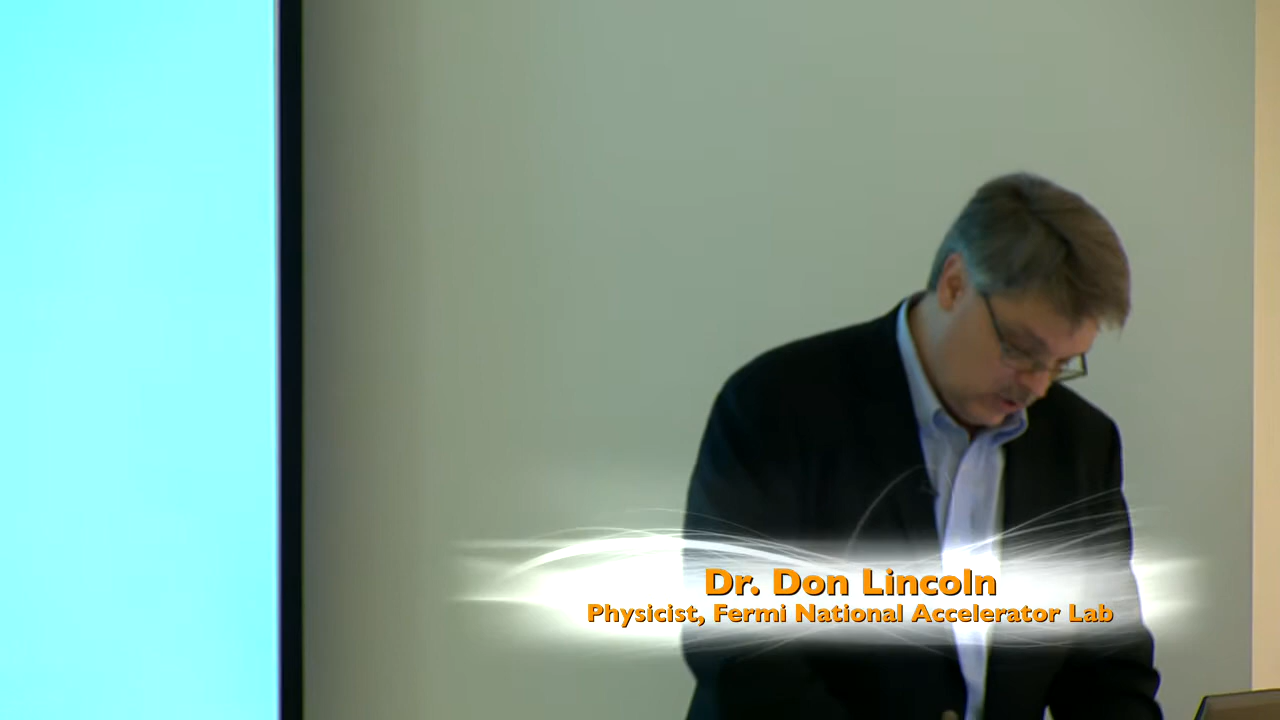 Dr. Don Lincoln
Physicist, Fermi National Accelerator Lab